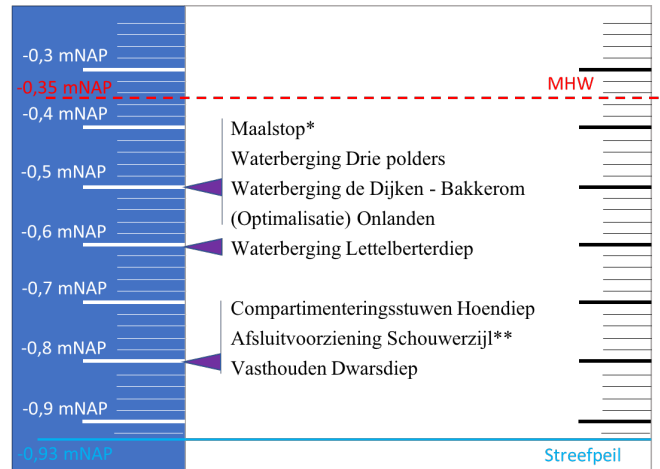 -0,3 mNAP
-0,35 mNAP
MHW
-0,4 mNAP
Maalstop*
Waterberging Drie polders
-0,5 mNAP
Waterberging de Dijken - Bakkerom
(Optimalisatie) Onlanden
-0,6 mNAP
Waterberging Lettelberterdiep
-0,7 mNAP
Compartimenteringsstuwen Hoendiep
Afsluitvoorziening Schouwerzijl**
-0,8 mNAP
Vasthouden Dwarsdiep
-0,9 mNAP
-0,93 mNAP
Streefpeil